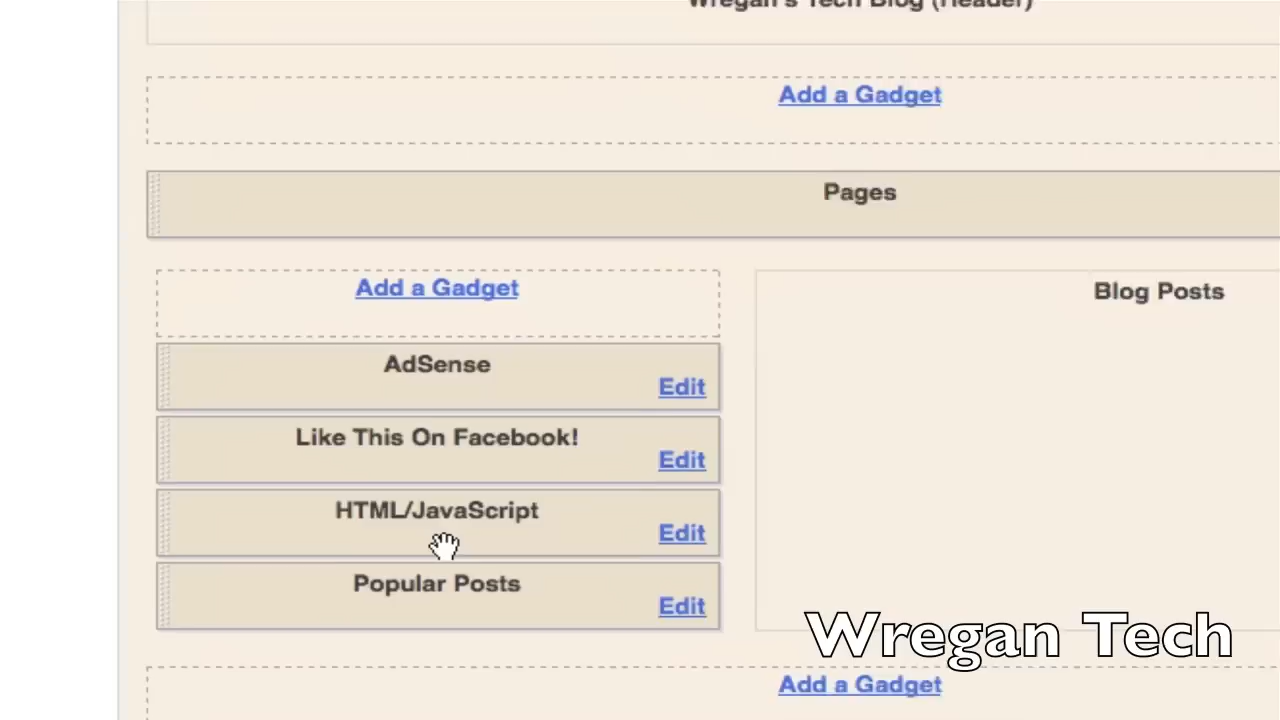 Wregan's Tech Blog (Header)
Add a Gadget
Pages
Add a Gadget
Blog Posts
AdSense
Edit
Like This On Facebook!
Edit
HTML/JavaScript
Edit
Popular Posts
Edit
Wregan Tech
Add a Gadget